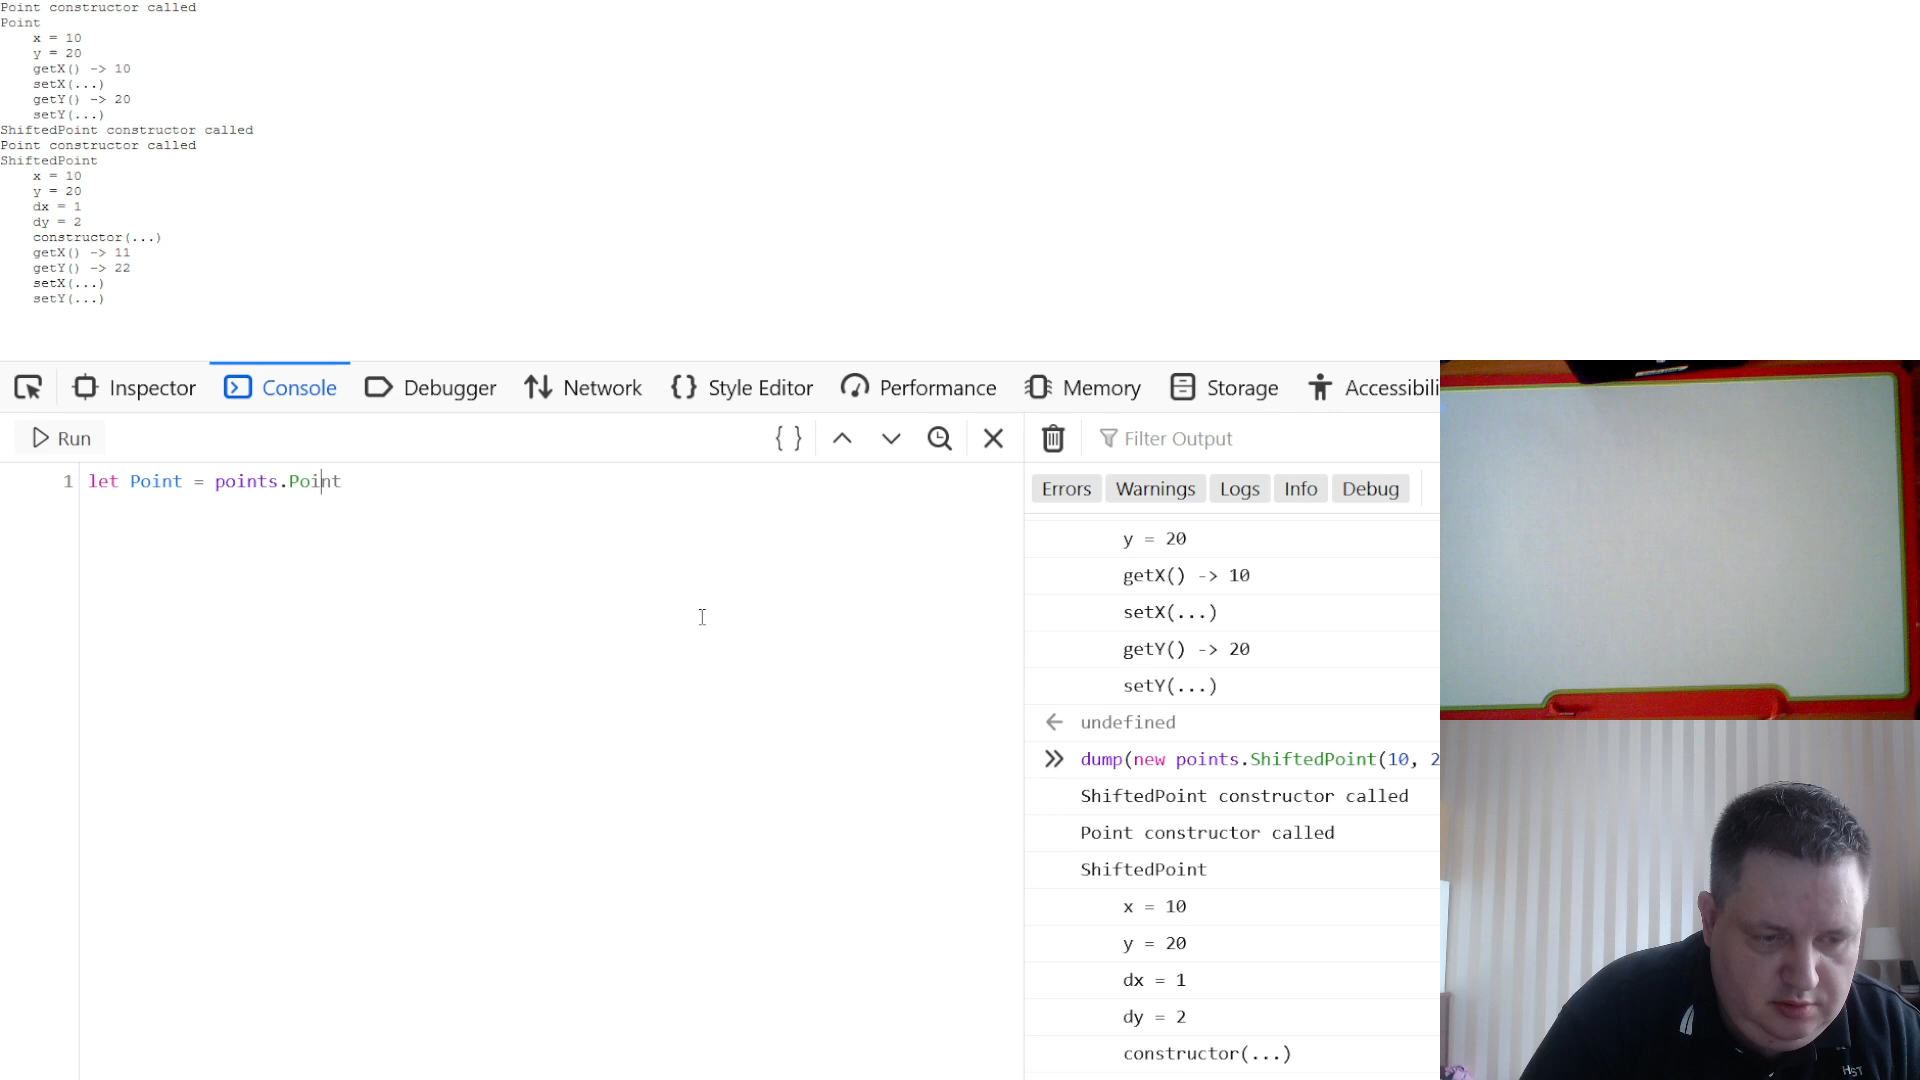 Point constructor called
Point
x = 10
y = 20
getX() -> 10
setX(...)
getY() -> 20
setY(...)
ShiftedPoint constructor called
Point constructor called
ShiftedPoint
x = 10
y = 20
dx = 1
dy = 2
constructor(...)
getX() -> 11
getY() -> 22
setX(...)
setY(...)
Inspector Console Debugger Network Style Editor Performance Memory Storage Accessibili
Run
Filter Output
1 let Point = points.Point
Errors Warnings Logs Info Debug
y = 20
getX() -> 10
setX(...)
getY() -> 20
setY(...)
undefined
dump(new points.ShiftedPoint(10, 2
ShiftedPoint constructor called
Point constructor called
ShiftedPoint
x = 10
y = 20
dx = 1
dy = 2
constructor(...)
HST